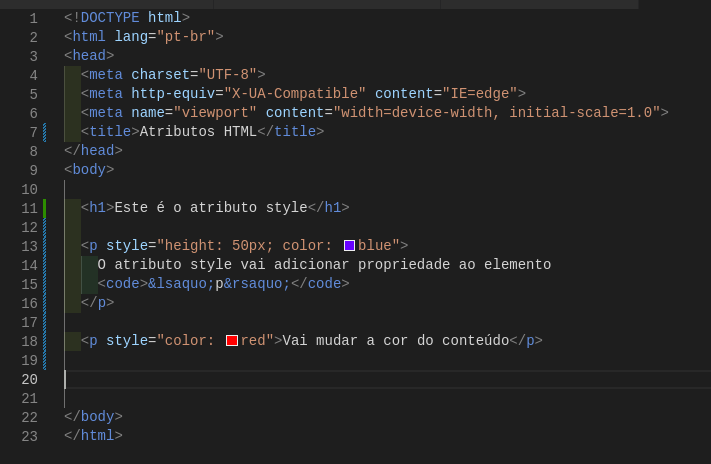 1 <!DOCTYPE html>
2 <html lang="pt-br">
3 <head>
4 <meta charset="UTF-8">
5 <meta http-equiv="X-UA-Compatible" content="IE=edge">
6 <meta name="viewport" content="width=device-width, initial-scale=1.0">
7 <title>Atributos HTML</title>
8 </head>
9 <body>
10
11 <h1>Este é o atributo style</h1>
12
13 <p style="height: 50px; color: blue">
14 O atributo style vai adicionar propriedade ao elemento
15 <code>&lsaquo;p&rsaquo;</code>
16 </p>
17
18 <p style="color: red">Vai mudar a cor do conteúdo</p>
19
20
21
22 </body>
23 </html>